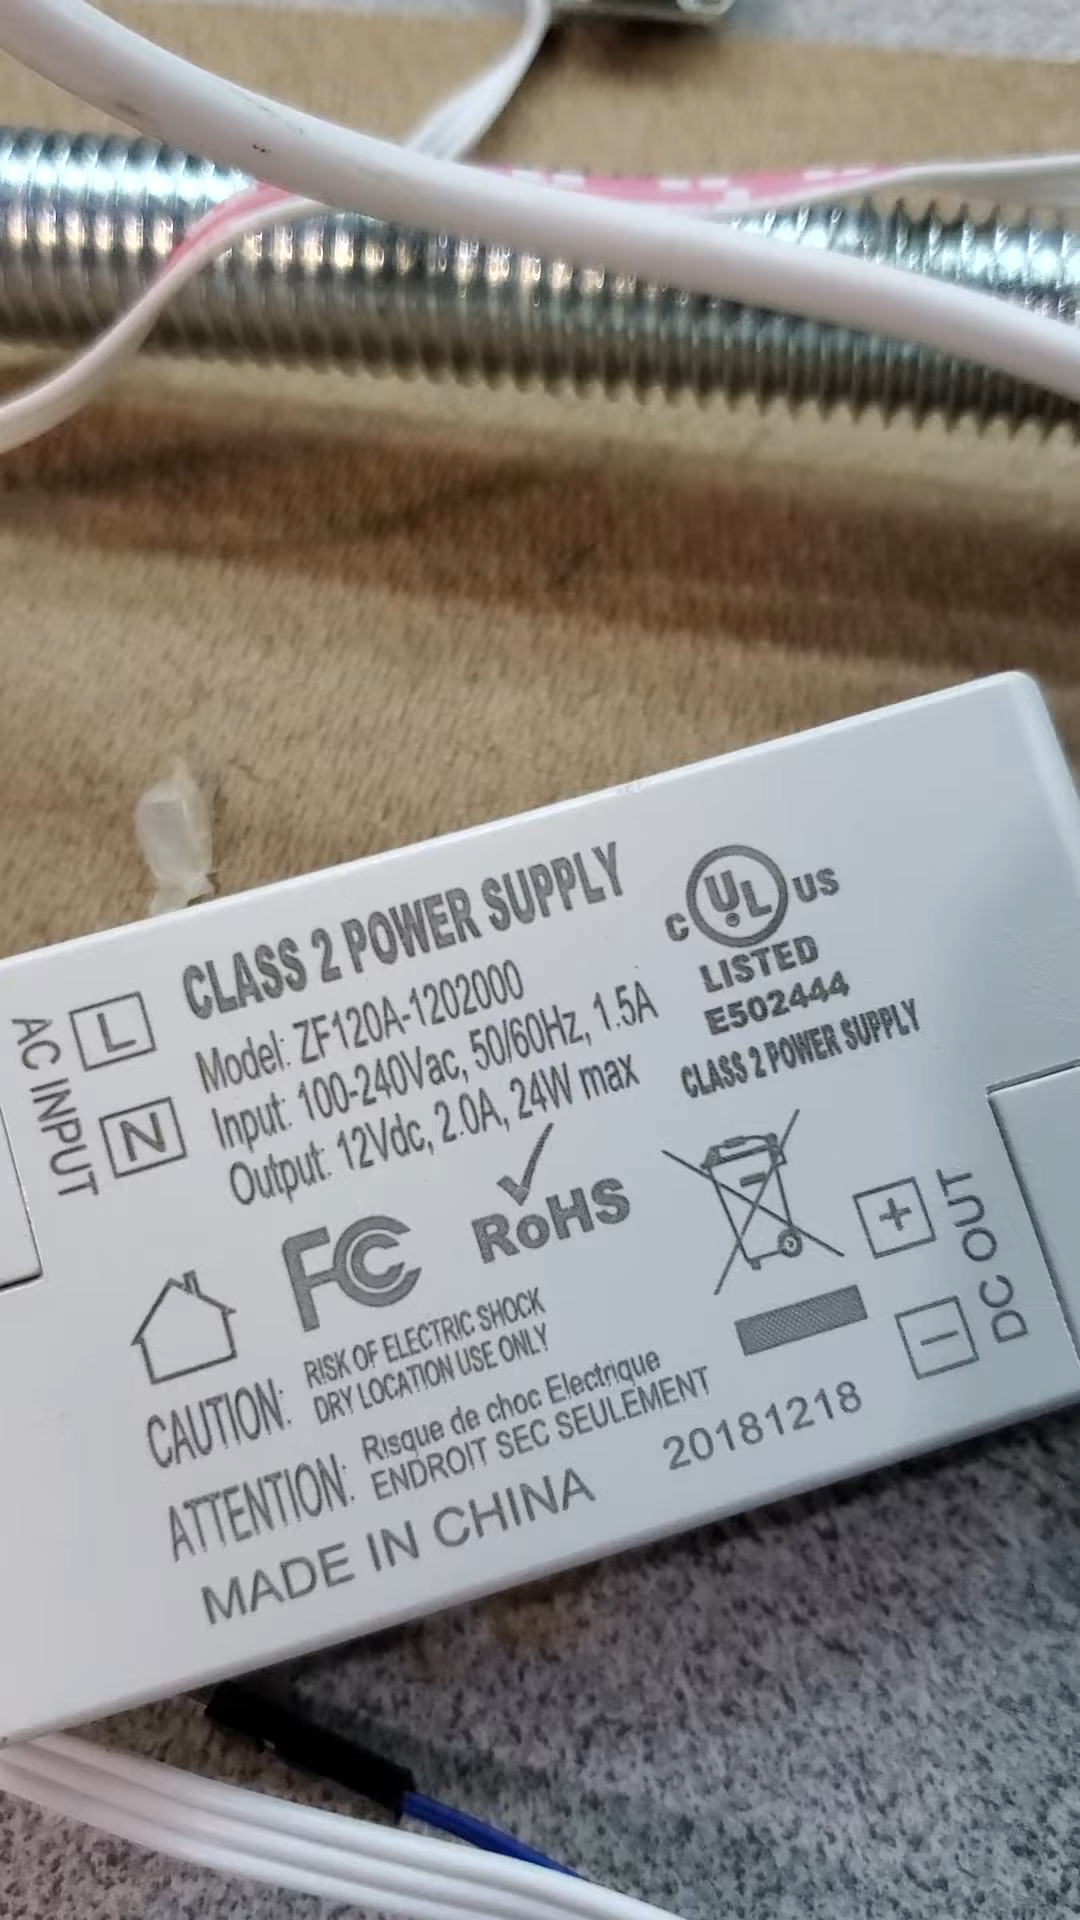 CLASS 2 POWER SUPPLY
Model: ZF120A-1202000
Input: 100-240Vac, 50/60Hz, 1.5A
Output: 12Vdc, 2.0A, 24W max
AC INPUT
L
N
C UL US
LISTED
E502444
CLASS 2 POWER SUPPLY
FC
RoHS
+
-
DC OUT
CAUTION: RISK OF ELECTRIC SHOCK
DRY LOCATION USE ONLY
ATTENTION: Risque de choc Electrique
ENDROIT SEC SEULEMENT
MADE IN CHINA
20181218